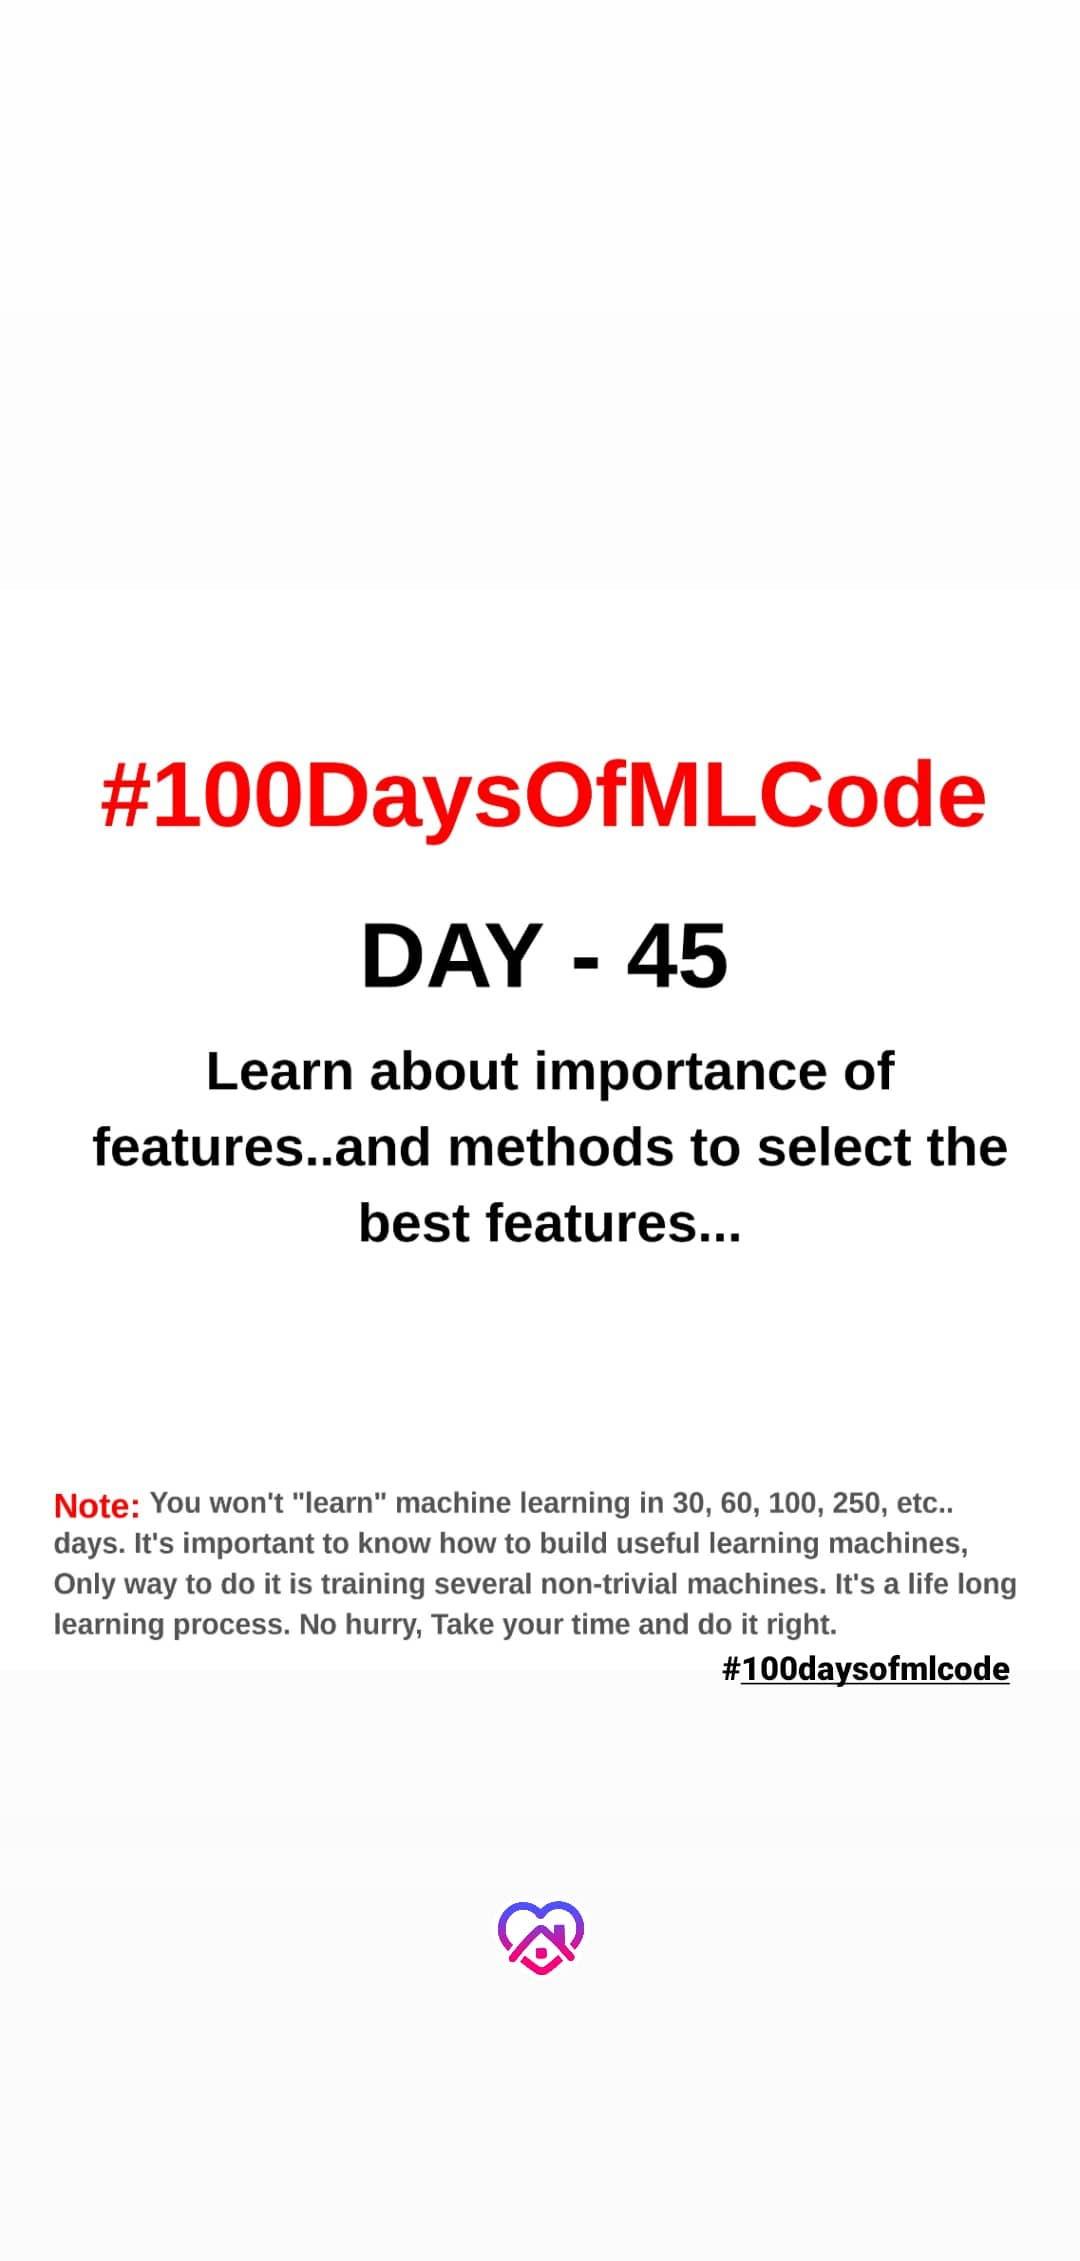 #100DaysOfMLCode
DAY - 45
Learn about importance of
features..and methods to select the
best features...
Note: You won't "learn" machine learning in 30, 60, 100, 250, etc..
days. It's important to know how to build useful learning machines,
Only way to do it is training several non-trivial machines. It's a life long
learning process. No hurry, Take your time and do it right.
#100daysofmlcode